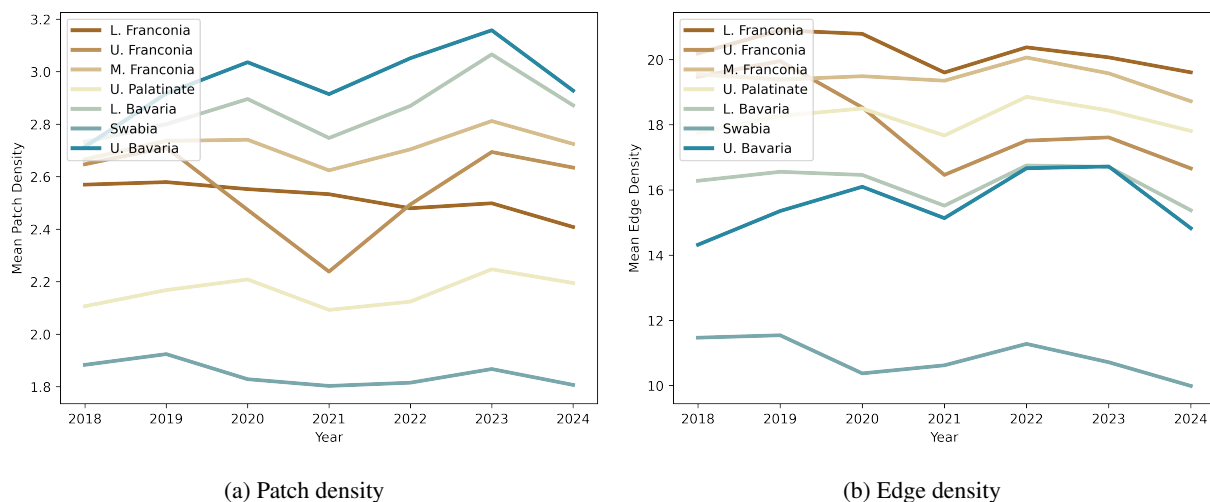 3.2
3.0
2.8
2.6
2.4
2.2
2.0
1.8
Mean Patch Density
L. Franconia
U. Franconia
M. Franconia
U. Palatinate
L. Bavaria
Swabia
U. Bavaria
2018 2019 2020 2021 2022 2023 2024
Year
(a) Patch density
20
18
16
14
12
10
Mean Edge Density
L. Franconia
U. Franconia
M. Franconia
U. Palatinate
L. Bavaria
Swabia
U. Bavaria
2018 2019 2020 2021 2022 2023 2024
Year
(b) Edge density